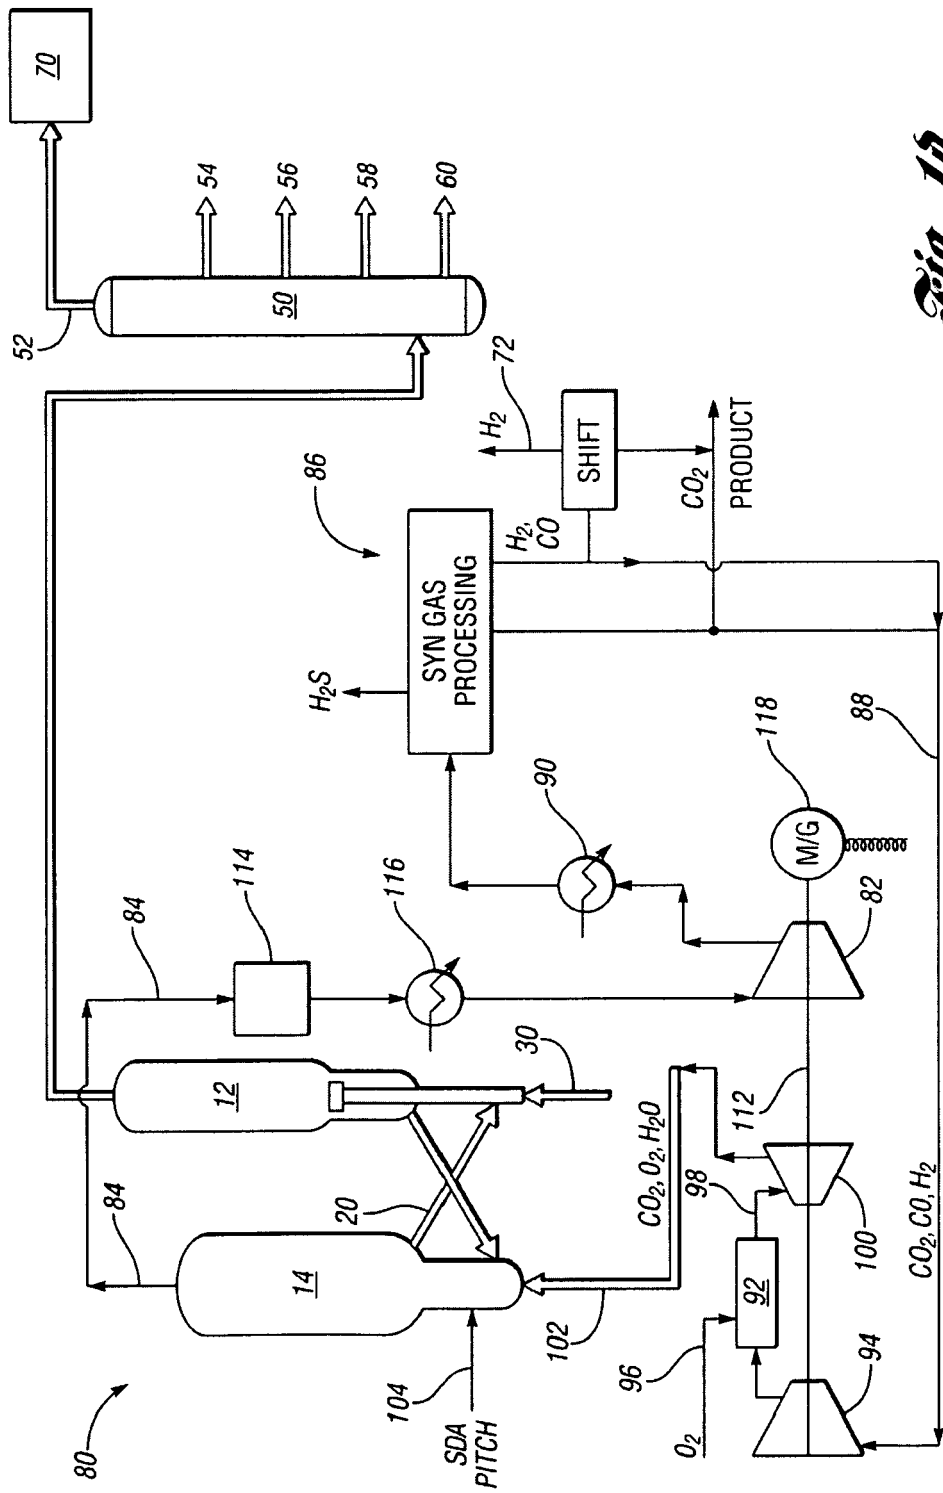 70
52
54
56
58
60
50
72
H₂
SHIFT
CO₂
PRODUCT
86
H₂,
CO
SYN GAS
PROCESSING
H₂S
88
118
M/G
90
82
84
114
116
12
30
112
84
20
CO₂, O₂, H₂O
98
100
CO₂, CO, H₂
14
102
92
96
94
O₂
104
SDA
PITCH
80
Fig. 1b